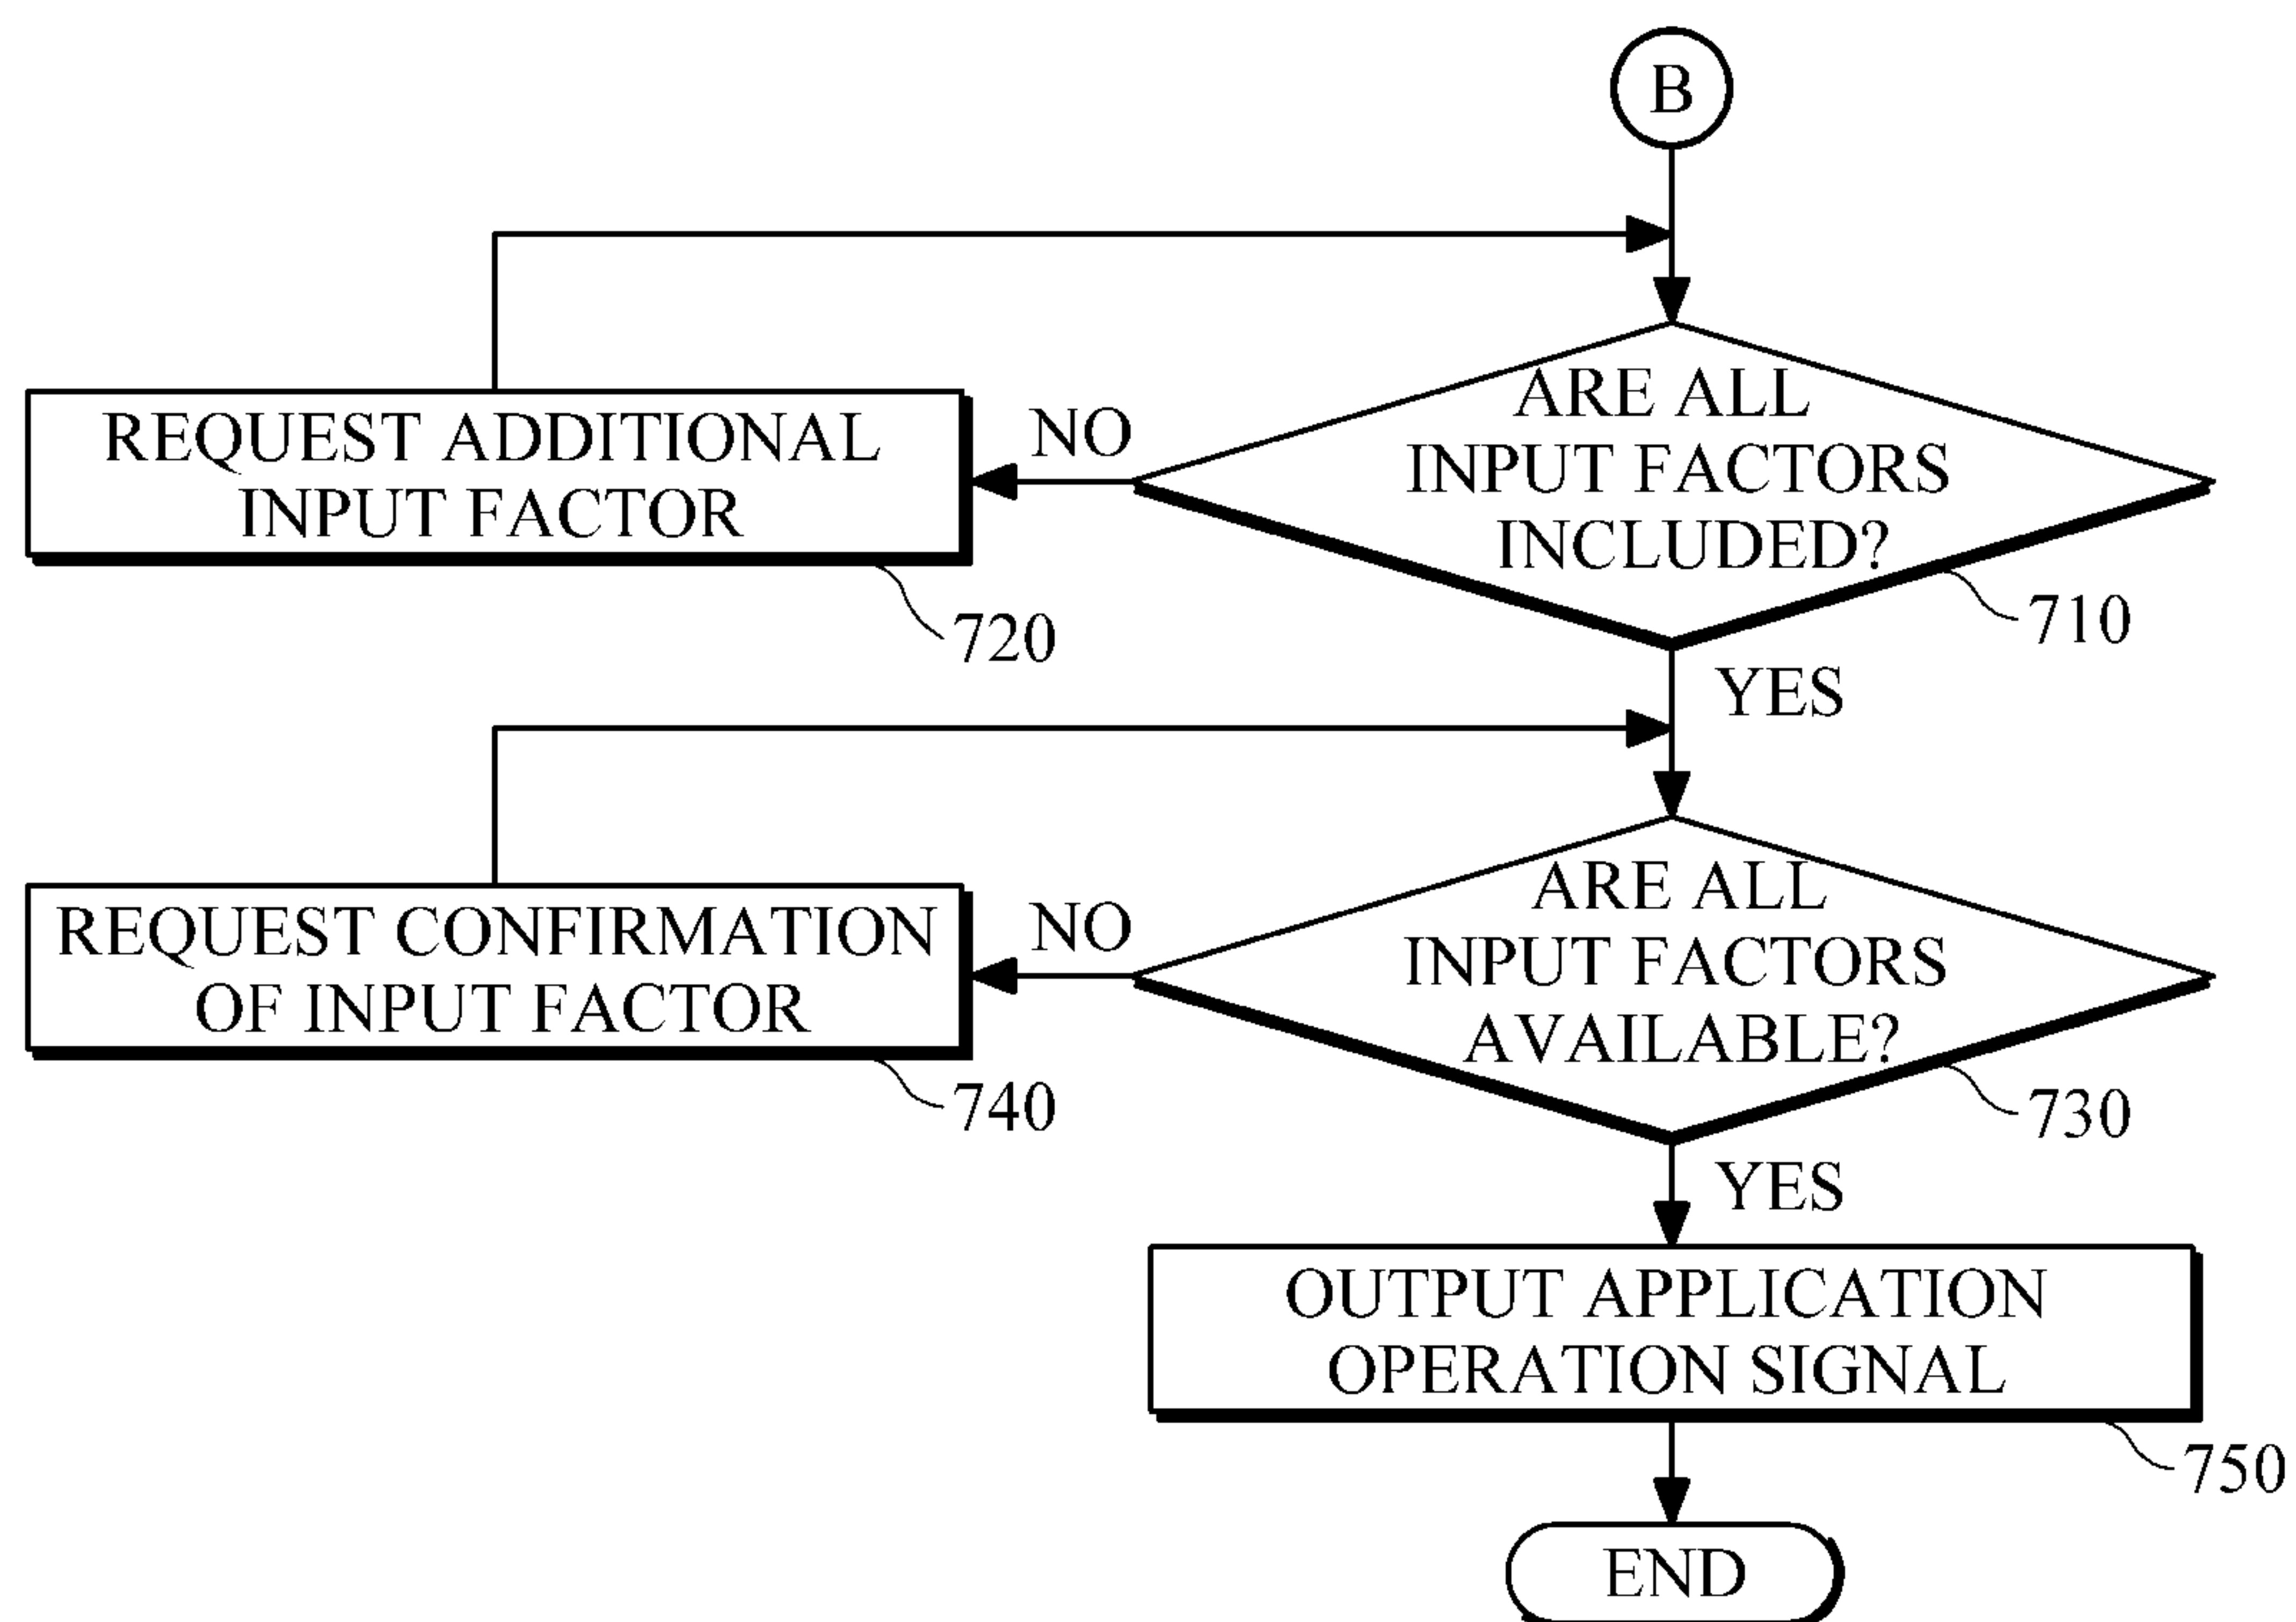 B
ARE ALL
INPUT FACTORS
INCLUDED?
710
NO
REQUEST ADDITIONAL
INPUT FACTOR
720
YES
ARE ALL
INPUT FACTORS
AVAILABLE?
730
NO
REQUEST CONFIRMATION
OF INPUT FACTOR
740
YES
OUTPUT APPLICATION
OPERATION SIGNAL
750
END